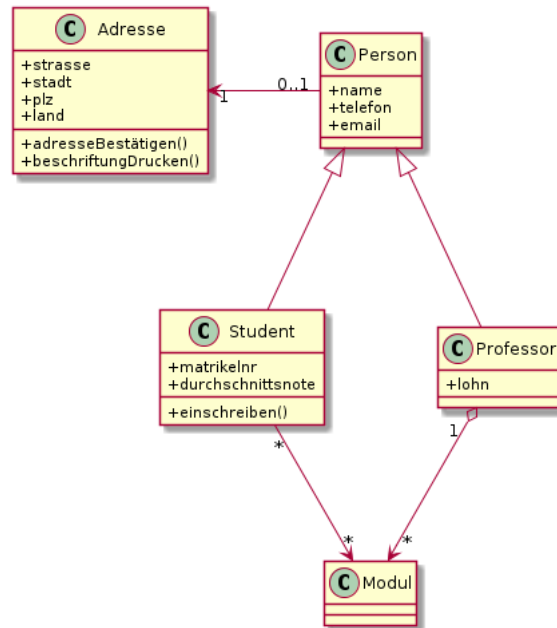 C Adresse
+strasse
+stadt
+plz
+land
+adresseBestätigen()
+beschriftungDrucken()
1
0..1
C Person
+name
+telefon
+email
C Student
+matrikelnr
+durchschnittsnote
+einschreiben()
C Professor
+lohn
*
1
*
*
C Modul